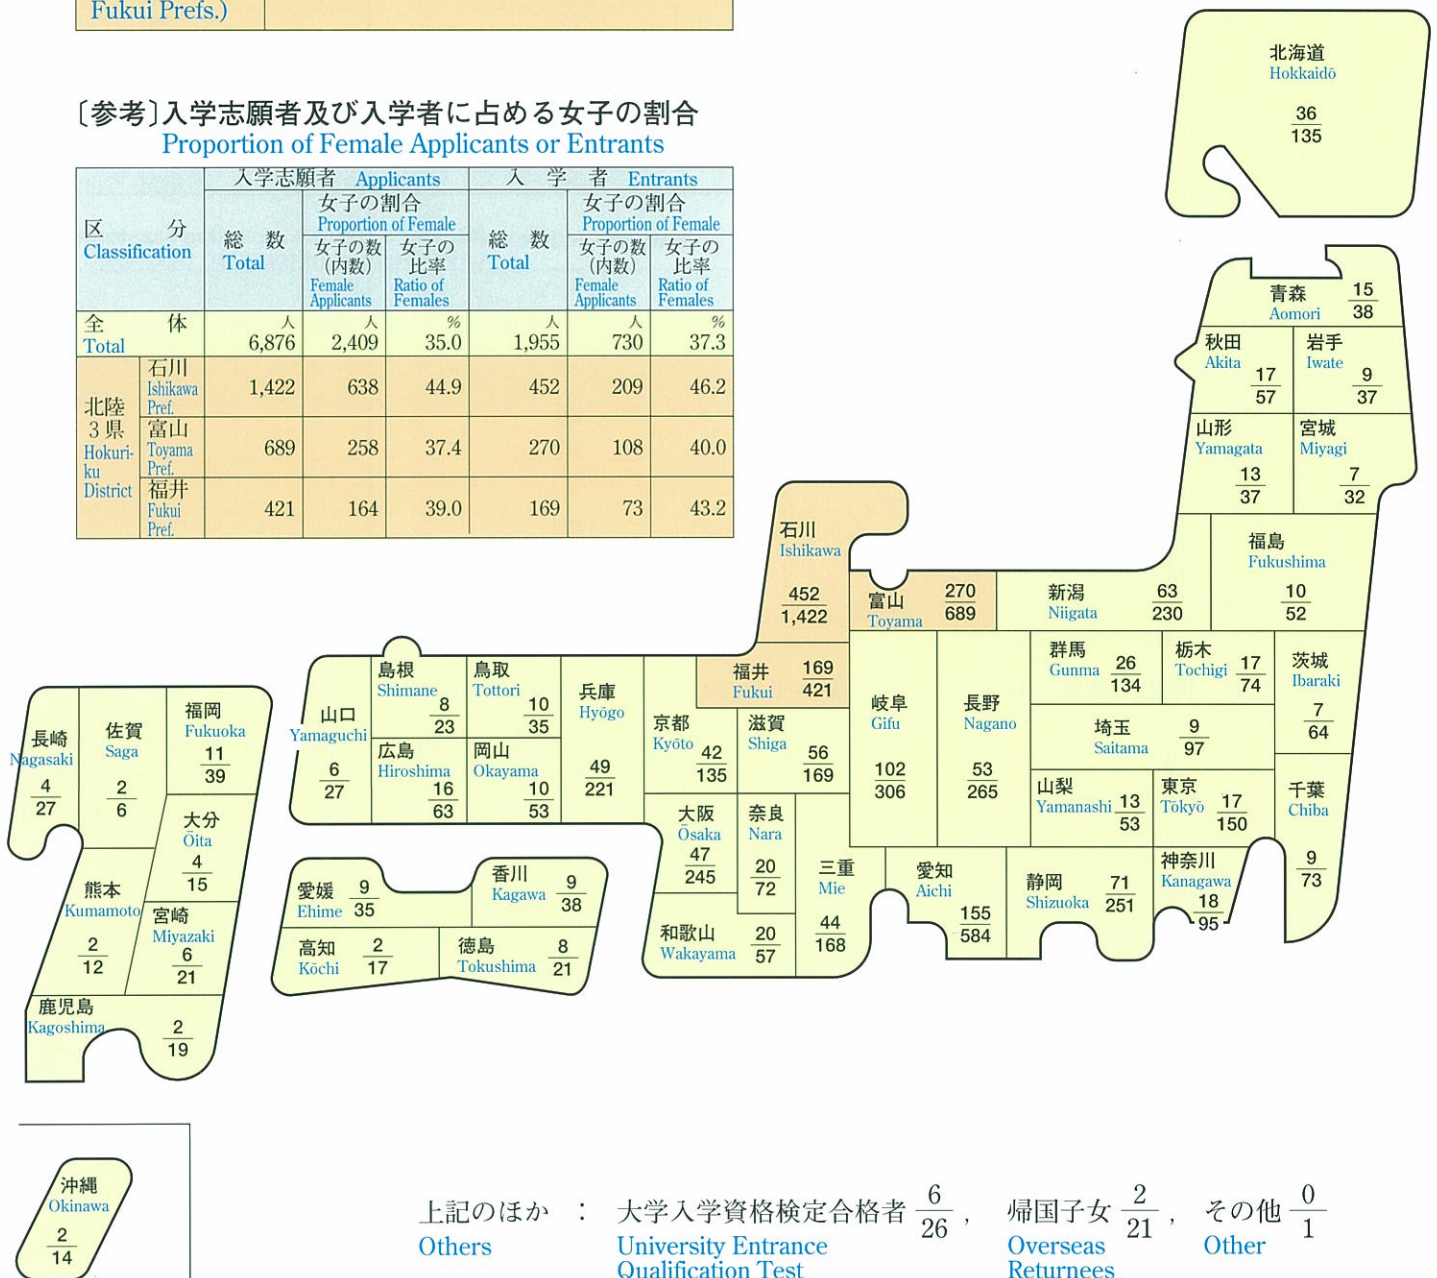 Fukui Prefs.)
〔参考〕入学志願者及び入学者に占める女子の割合
Proportion of Female Applicants or Entrants
区 分
Classification
入学志願者 Applicants
入 学 者 Entrants
総 数
Total
女子の割合
Proportion of Female
女子の数
(内数)
Female
Applicants
女子の
比率
Ratio of
Females
総 数
Total
女子の割合
Proportion of Female
女子の数
(内数)
Female
Applicants
女子の
比率
Ratio of
Females
全 体
Total
人 人 % 人 人 %
6,876 2,409 35.0 1,955 730 37.3
北陸
3県
Hokuri-
ku
District
石川
Ishikawa
Pref.
1,422 638 44.9 452 209 46.2
富山
Toyama
Pref.
689 258 37.4 270 108 40.0
福井
Fukui
Pref.
421 164 39.0 169 73 43.2
北海道
Hokkaidō
36
135
青森
Aomori
15
38
秋田
Akita
17
57
岩手
Iwate
9
37
山形
Yamagata
13
37
宮城
Miyagi
7
32
福島
Fukushima
10
52
石川
Ishikawa
452
1,422
富山
Toyama
270
689
新潟
Niigata
63
230
福井
Fukui
169
421
岐阜
Gifu
102
306
長野
Nagano
53
265
群馬
Gunma
26
134
栃木
Tochigi
17
74
茨城
Ibaraki
7
64
埼玉
Saitama
9
97
山梨
Yamanashi
13
53
東京
Tōkyō
17
150
千葉
Chiba
9
73
神奈川
Kanagawa
18
95
静岡
Shizuoka
71
251
愛知
Aichi
155
584
三重
Mie
44
168
滋賀
Shiga
56
169
京都
Kyōto
42
135
大阪
Ōsaka
47
245
奈良
Nara
20
72
和歌山
Wakayama
20
57
兵庫
Hyōgo
49
221
鳥取
Tottori
10
35
島根
Shimane
8
23
岡山
Okayama
10
53
広島
Hiroshima
16
63
山口
Yamaguchi
6
27
愛媛
Ehime
9
35
香川
Kagawa
9
38
高知
Kōchi
2
17
徳島
Tokushima
8
21
福岡
Fukuoka
11
39
佐賀
Saga
2
6
長崎
Nagasaki
4
27
大分
Ōita
4
15
熊本
Kumamoto
2
12
宮崎
Miyazaki
6
21
鹿児島
Kagoshima
2
19
沖縄
Okinawa
2
14
上記のほか :
Others
大学入学資格検定合格者 6
26 ,
University Entrance
Qualification Test
帰国子女 2
21 ,
Overseas
Returnees
その他 0
1
Other